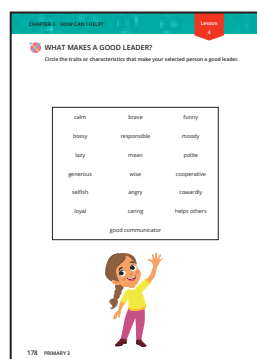 CHAPTER 2 HOW CAN I HELP?
Lesson
4
WHAT MAKES A GOOD LEADER?
Circle the traits or characteristics that make your selected person a good leader.
calm brave funny
bossy responsible moody
lazy mean polite
generous wise cooperative
selfish angry cowardly
loyal caring helps others
good communicator
178 PRIMARY 3